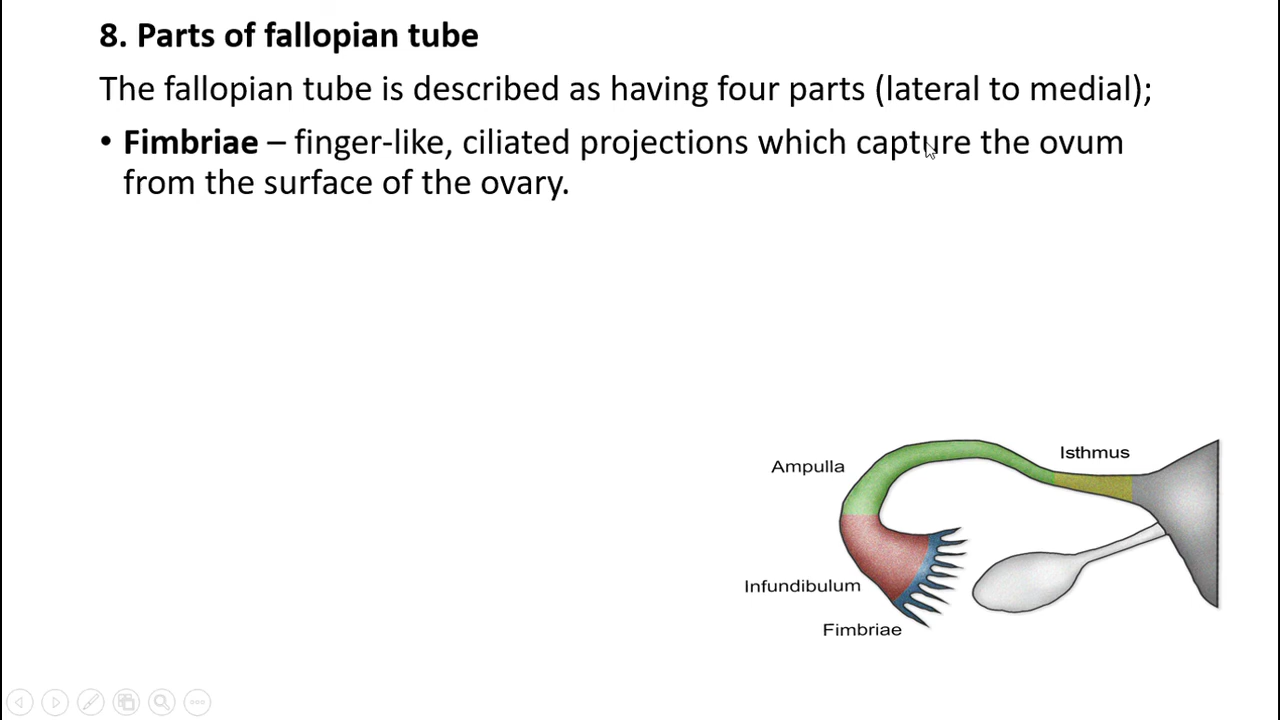 8. Parts of fallopian tube
The fallopian tube is described as having four parts (lateral to medial);
• Fimbriae – finger-like, ciliated projections which capture the ovum
from the surface of the ovary.
Isthmus
Ampulla
Infundibulum
Fimbriae